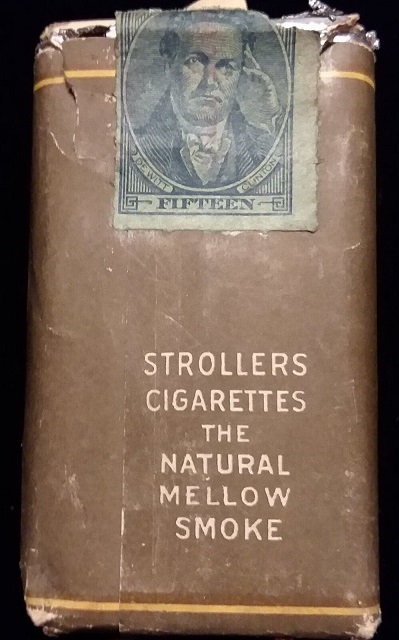 DE WITT CLINTON
FIFTEEN
STROLLERS
CIGARETTES
THE
NATURAL
MELLOW
SMOKE